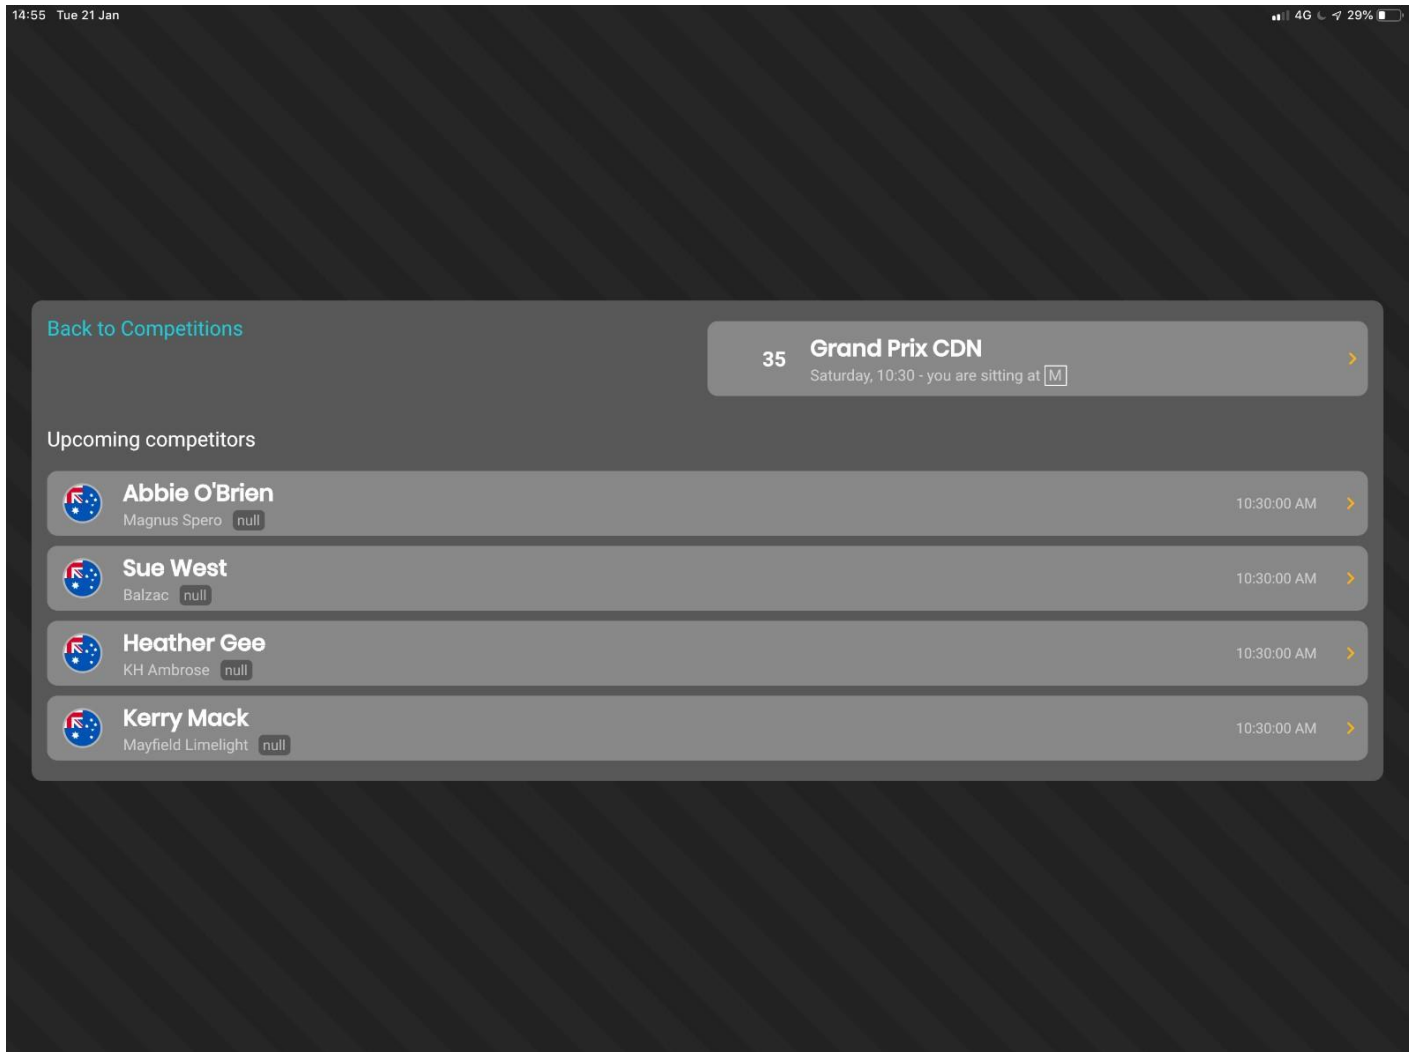 14:55 Tue 21 Jan
4G 29%
Back to Competitions
35
Grand Prix CDN
Saturday, 10:30 - you are sitting at M
Upcoming competitors
Abbie O'Brien
Magnus Spero null
10:30:00 AM
Sue West
Balzac null
10:30:00 AM
Heather Gee
KH Ambrose null
10:30:00 AM
Kerry Mack
Mayfield Limelight null
10:30:00 AM